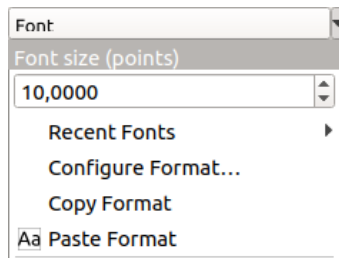 Font
Font size (points)
10,0000
Recent Fonts
Configure Format…
Copy Format
Aa Paste Format